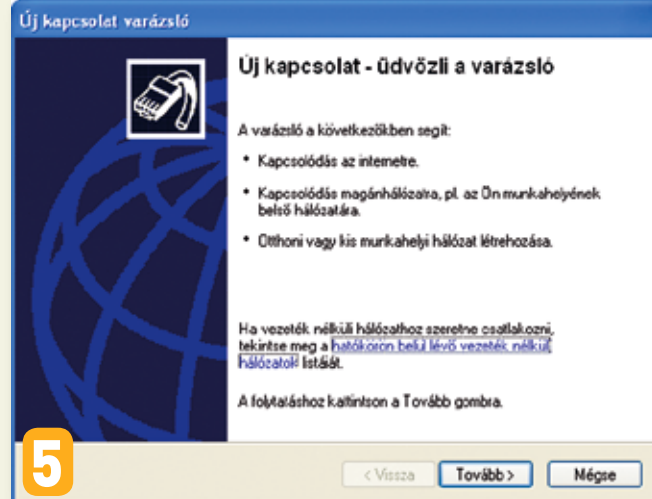 Új kapcsolat varázsló
Új kapcsolat - üdvözli a varázsló
A varázsló a következőkben segít:
• Kapcsolódás az internetre.
• Kapcsolódás magánhálózatra, pl. az Ön munkahelyének
belső hálózatára.
• Otthoni vagy kis munkahelyi hálózat létrehozása.
Ha vezeték nélküli hálózathoz szeretne csatlakozni,
tekintse meg a hatókörön belül lévő vezeték nélküli
hálózatok listáját.
A folytatáshoz kattintson a Tovább gombra.
5
< Vissza Tovább > Mégse